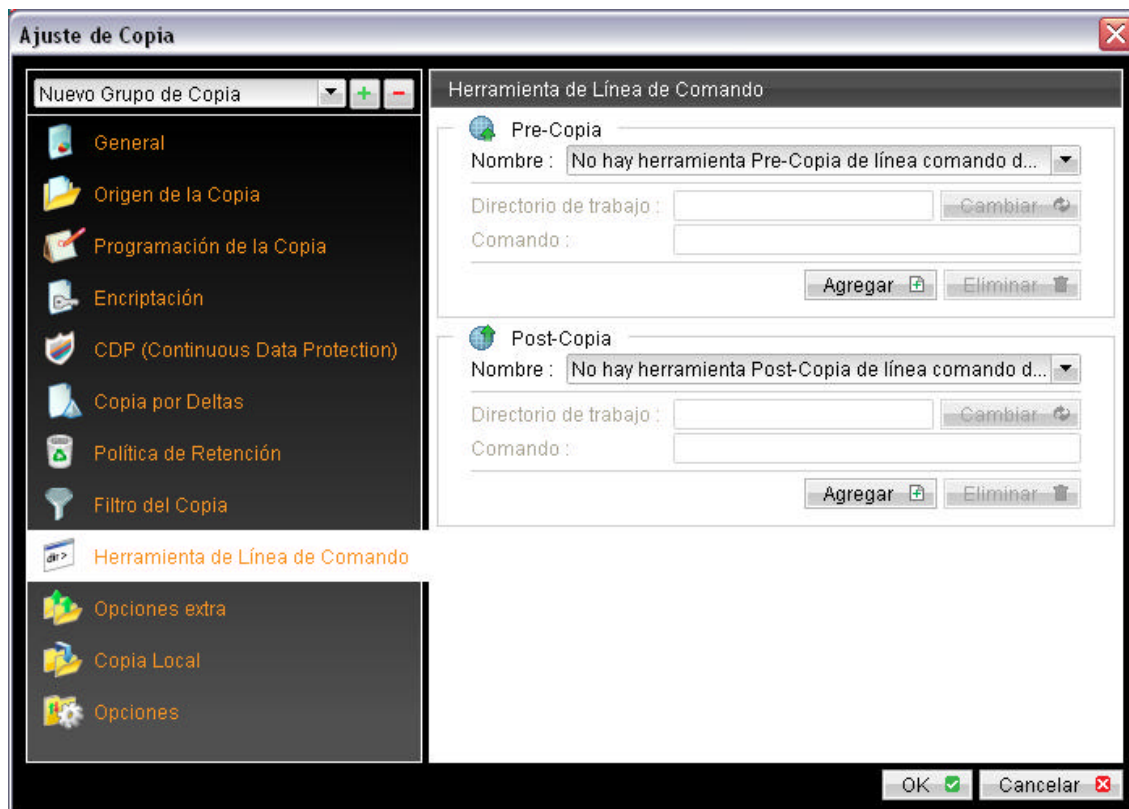 Ajuste de Copia
Nuevo Grupo de Copia
General
Origen de la Copia
Programación de la Copia
Encriptación
CDP (Continuous Data Protection)
Copia por Deltas
Política de Retención
Filtro del Copia
dir>
Herramienta de Línea de Comando
Opciones extra
Copia Local
Opciones
Herramienta de Línea de Comando
Pre-Copia
Nombre : No hay herramienta Pre-Copia de línea comando d...
Directorio de trabajo : Cambiar
Comando :
Agregar Eliminar
Post-Copia
Nombre : No hay herramienta Post-Copia de línea comando d...
Directorio de trabajo : Cambiar
Comando :
Agregar Eliminar
OK Cancelar